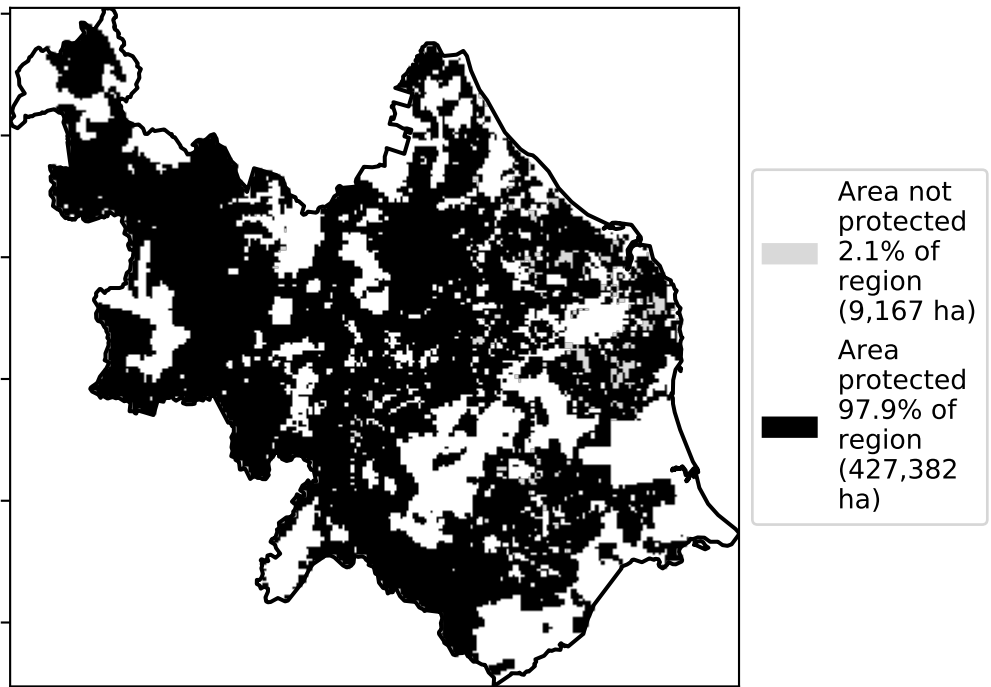 Area not
protected
2.1% of
region
(9,167 ha)
Area
protected
97.9% of
region
(427,382
ha)